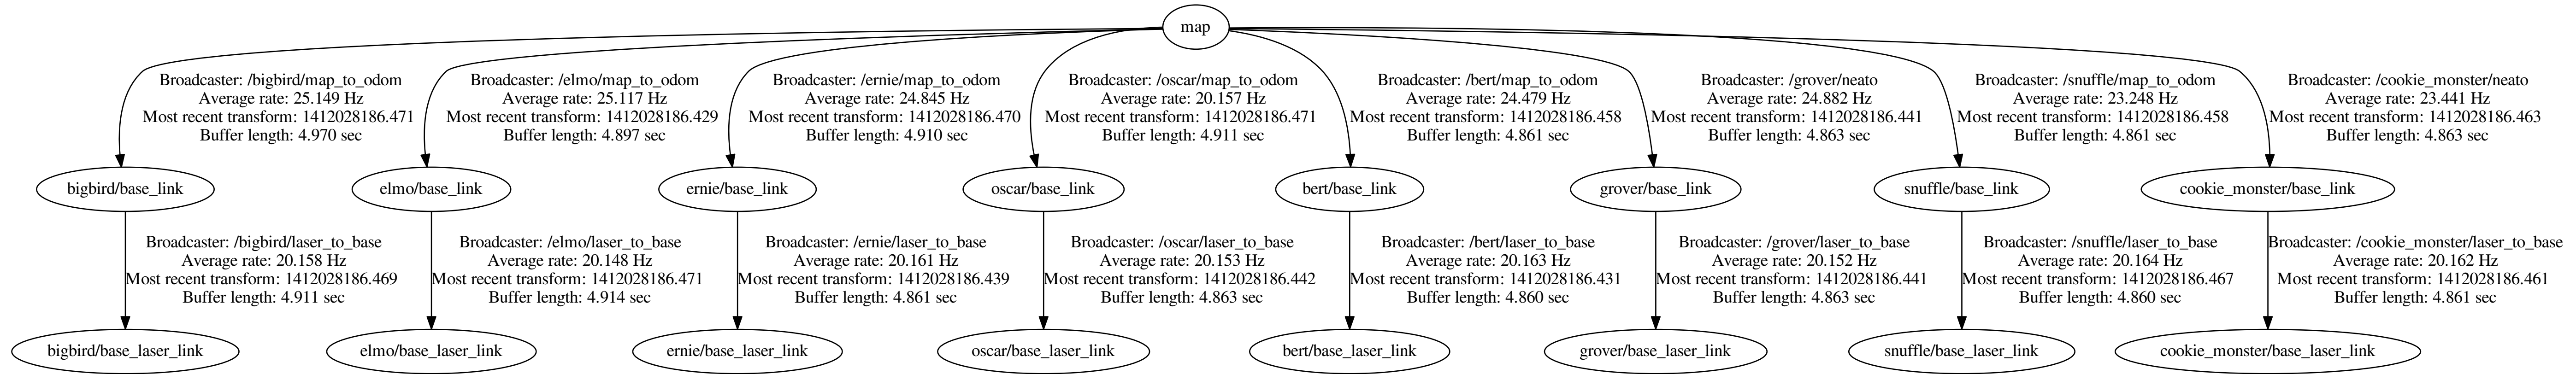 map
Broadcaster: /bigbird/map_to_odom
Average rate: 25.149 Hz
Most recent transform: 1412028186.471
Buffer length: 4.970 sec
Broadcaster: /elmo/map_to_odom
Average rate: 25.117 Hz
Most recent transform: 1412028186.429
Buffer length: 4.897 sec
Broadcaster: /ernie/map_to_odom
Average rate: 24.845 Hz
Most recent transform: 1412028186.470
Buffer length: 4.910 sec
Broadcaster: /oscar/map_to_odom
Average rate: 20.157 Hz
Most recent transform: 1412028186.471
Buffer length: 4.911 sec
Broadcaster: /bert/map_to_odom
Average rate: 24.479 Hz
Most recent transform: 1412028186.458
Buffer length: 4.861 sec
Broadcaster: /grover/neato
Average rate: 24.882 Hz
Most recent transform: 1412028186.441
Buffer length: 4.863 sec
Broadcaster: /snuffle/map_to_odom
Average rate: 23.248 Hz
Most recent transform: 1412028186.458
Buffer length: 4.861 sec
Broadcaster: /cookie_monster/neato
Average rate: 23.441 Hz
Most recent transform: 1412028186.463
Buffer length: 4.863 sec
bigbird/base_link
elmo/base_link
ernie/base_link
oscar/base_link
bert/base_link
grover/base_link
snuffle/base_link
cookie_monster/base_link
Broadcaster: /bigbird/laser_to_base
Average rate: 20.158 Hz
Most recent transform: 1412028186.469
Buffer length: 4.911 sec
Broadcaster: /elmo/laser_to_base
Average rate: 20.148 Hz
Most recent transform: 1412028186.471
Buffer length: 4.914 sec
Broadcaster: /ernie/laser_to_base
Average rate: 20.161 Hz
Most recent transform: 1412028186.439
Buffer length: 4.861 sec
Broadcaster: /oscar/laser_to_base
Average rate: 20.153 Hz
Most recent transform: 1412028186.442
Buffer length: 4.863 sec
Broadcaster: /bert/laser_to_base
Average rate: 20.163 Hz
Most recent transform: 1412028186.431
Buffer length: 4.860 sec
Broadcaster: /grover/laser_to_base
Average rate: 20.152 Hz
Most recent transform: 1412028186.441
Buffer length: 4.863 sec
Broadcaster: /snuffle/laser_to_base
Average rate: 20.164 Hz
Most recent transform: 1412028186.467
Buffer length: 4.860 sec
Broadcaster: /cookie_monster/laser_to_base
Average rate: 20.162 Hz
Most recent transform: 1412028186.461
Buffer length: 4.861 sec
bigbird/base_laser_link
elmo/base_laser_link
ernie/base_laser_link
oscar/base_laser_link
bert/base_laser_link
grover/base_laser_link
snuffle/base_laser_link
cookie_monster/base_laser_link